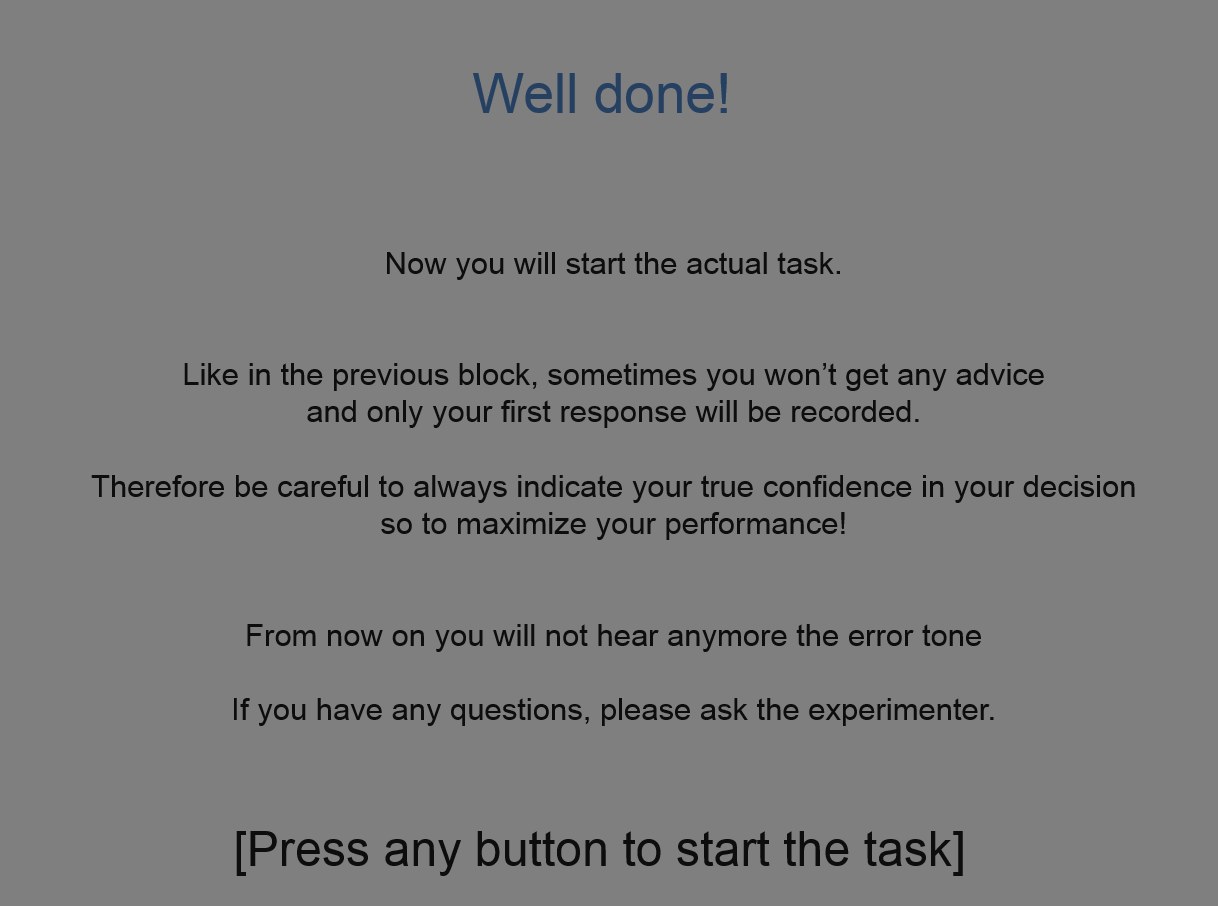 Well done!
Now you will start the actual task.
Like in the previous block, sometimes you won’t get any advice
and only your first response will be recorded.
Therefore be careful to always indicate your true confidence in your decision
so to maximize your performance!
From now on you will not hear anymore the error tone
If you have any questions, please ask the experimenter.
[Press any button to start the task]